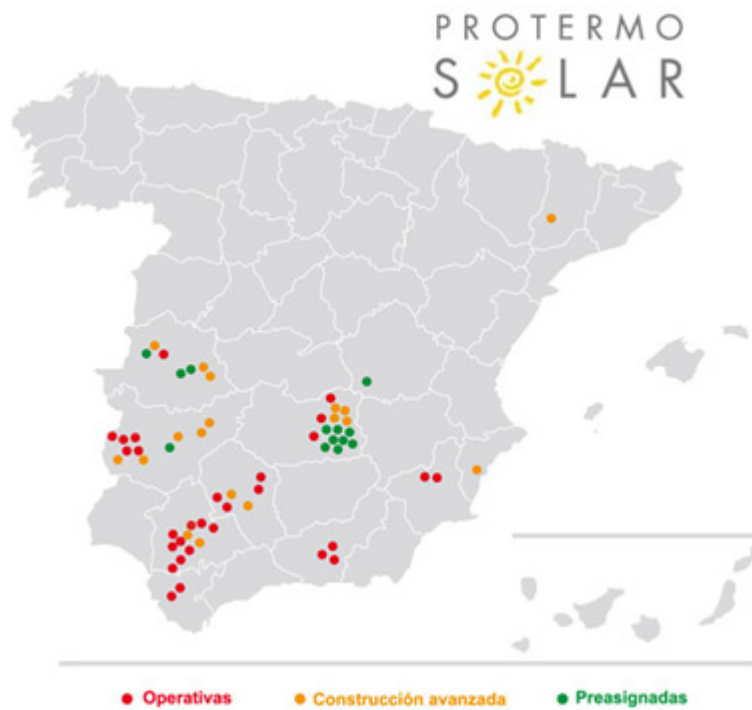 PROTERMO
SOLAR
Operativas
Construcción avanzada
Preasignadas